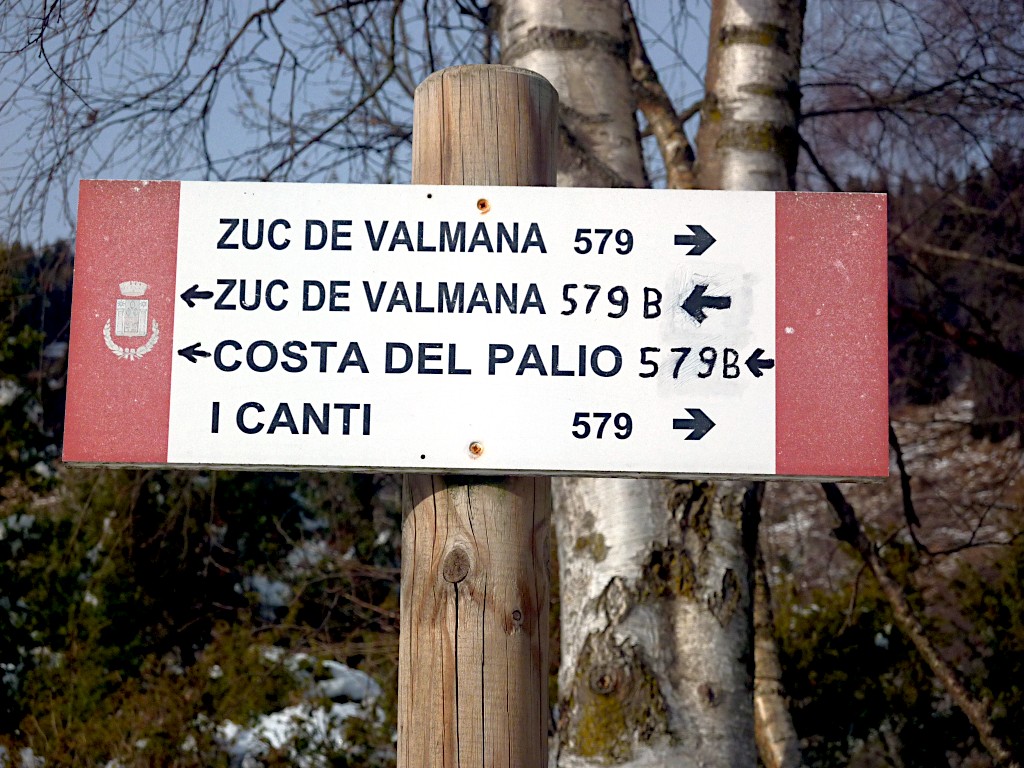 ZUC DE VALMANA 579 →
← ZUC DE VALMANA 579 B ←
← COSTA DEL PALIO 579B ←
I CANTI 579 →